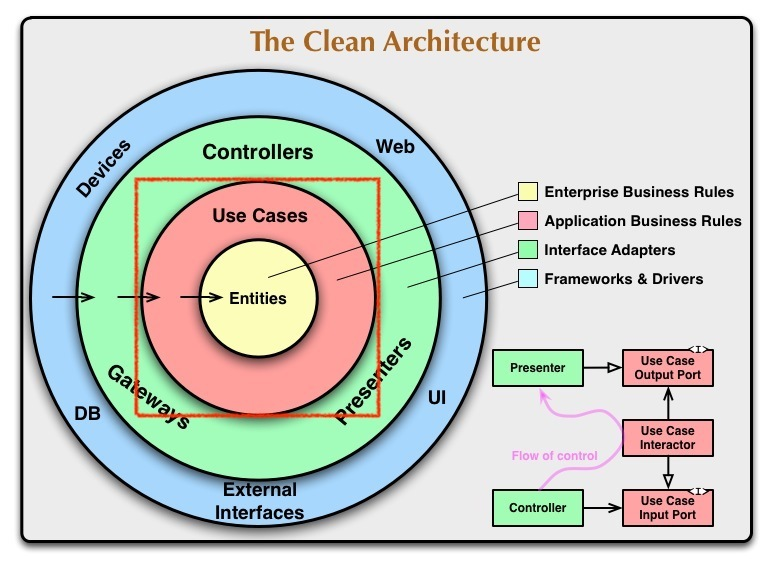 The Clean Architecture
Devices
Web
Controllers
Use Cases
Entities
Gateways
Presenters
DB
UI
External
Interfaces
Enterprise Business Rules
Application Business Rules
Interface Adapters
Frameworks & Drivers
Presenter
<I>
Use Case
Output Port
Use Case
Interactor
Flow of control
Controller
<I>
Use Case
Input Port